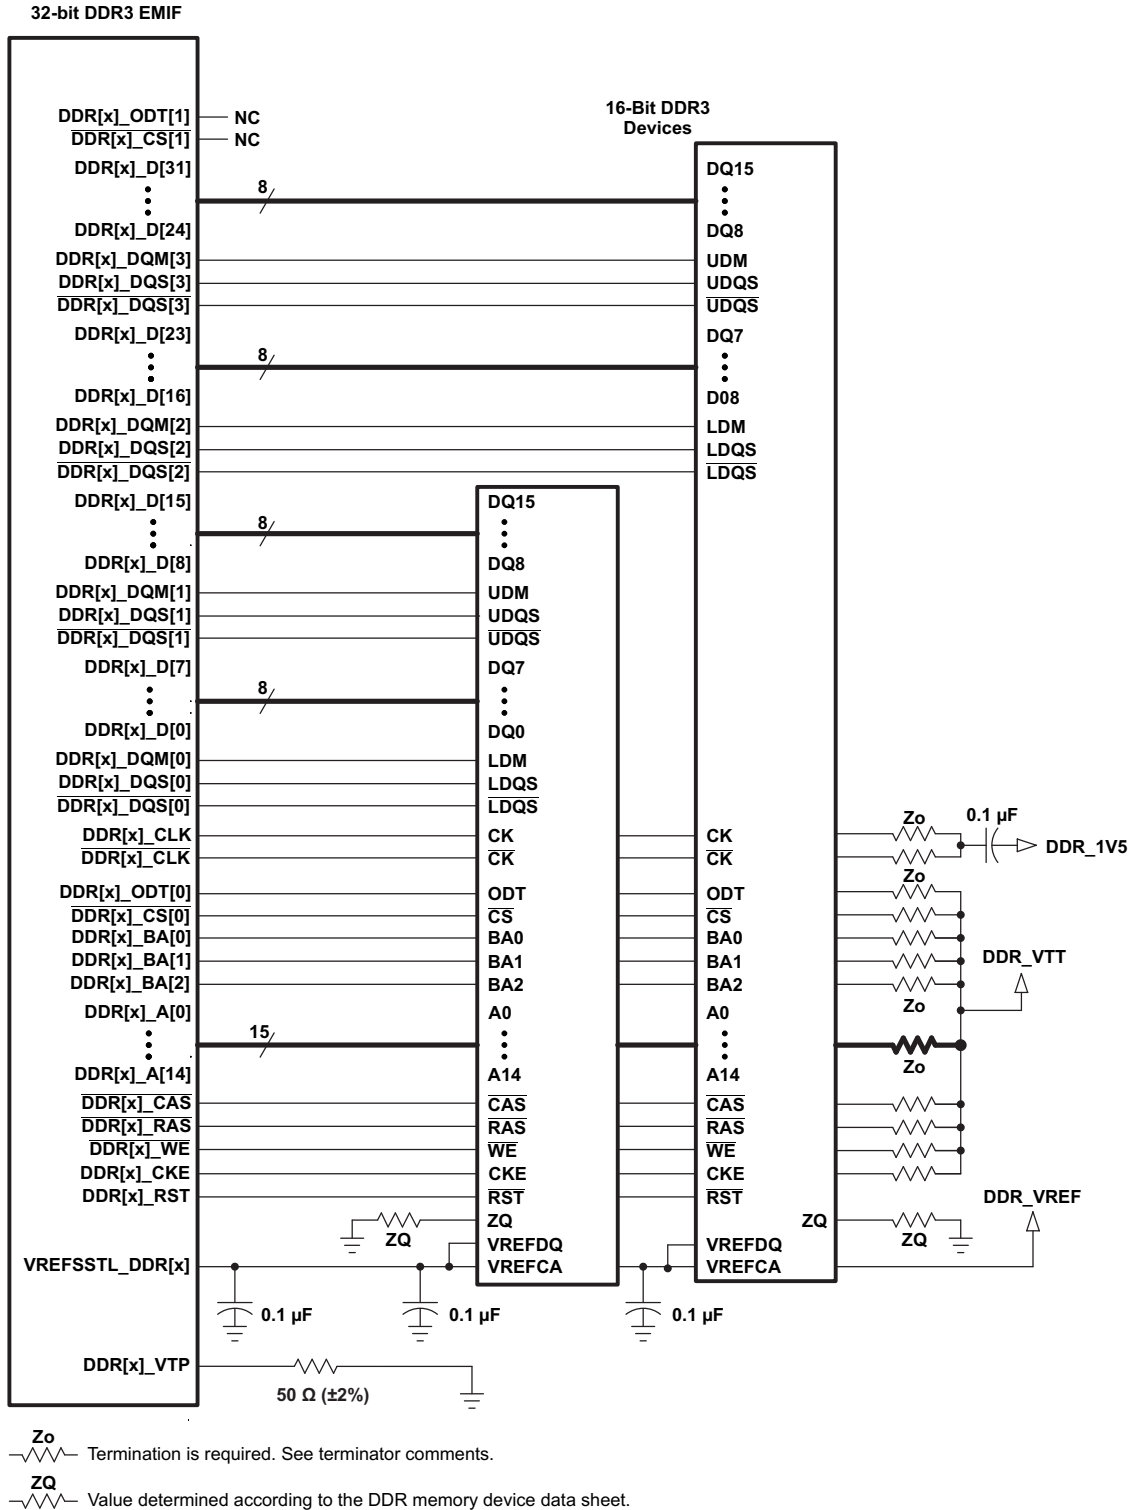 32-bit DDR3 EMIF
DDR[x]_ODT[1]
NC
DDR[x]_CS[1]
NC
16-Bit DDR3
Devices
DDR[x]_D[31]
8
DQ15
DDR[x]_D[24]
DQ8
DDR[x]_DQM[3]
UDM
DDR[x]_DQS[3]
UDQS
DDR[x]_DQS[3]
UDQS
DDR[x]_D[23]
DQ7
8
DDR[x]_D[16]
D08
DDR[x]_DQM[2]
LDM
DDR[x]_DQS[2]
LDQS
DDR[x]_DQS[2]
LDQS
DDR[x]_D[15]
DQ15
8
DDR[x]_D[8]
DQ8
DDR[x]_DQM[1]
UDM
DDR[x]_DQS[1]
UDQS
DDR[x]_DQS[1]
UDQS
DDR[x]_D[7]
DQ7
8
DDR[x]_D[0]
DQ0
DDR[x]_DQM[0]
LDM
DDR[x]_DQS[0]
LDQS
DDR[x]_DQS[0]
LDQS
Zo
0.1 µF
DDR[x]_CLK
CK
CK
DDR_1V5
DDR[x]_CLK
CK
CK
Zo
DDR[x]_ODT[0]
ODT
ODT
DDR[x]_CS[0]
CS
CS
DDR[x]_BA[0]
BA0
BA0
DDR[x]_BA[1]
BA1
BA1
DDR_VTT
DDR[x]_BA[2]
BA2
BA2
Zo
DDR[x]_A[0]
A0
A0
15
Zo
DDR[x]_A[14]
A14
A14
DDR[x]_CAS
CAS
CAS
DDR[x]_RAS
RAS
RAS
DDR[x]_WE
WE
WE
DDR[x]_CKE
CKE
CKE
DDR[x]_RST
RST
RST
DDR_VREF
ZQ
ZQ
ZQ
ZQ
VREFDQ
VREFDQ
VREFSSTL_DDR[x]
VREFCA
VREFCA
0.1 µF
0.1 µF
0.1 µF
DDR[x]_VTP
50 Ω (±2%)
Zo
Termination is required. See terminator comments.
ZQ
Value determined according to the DDR memory device data sheet.